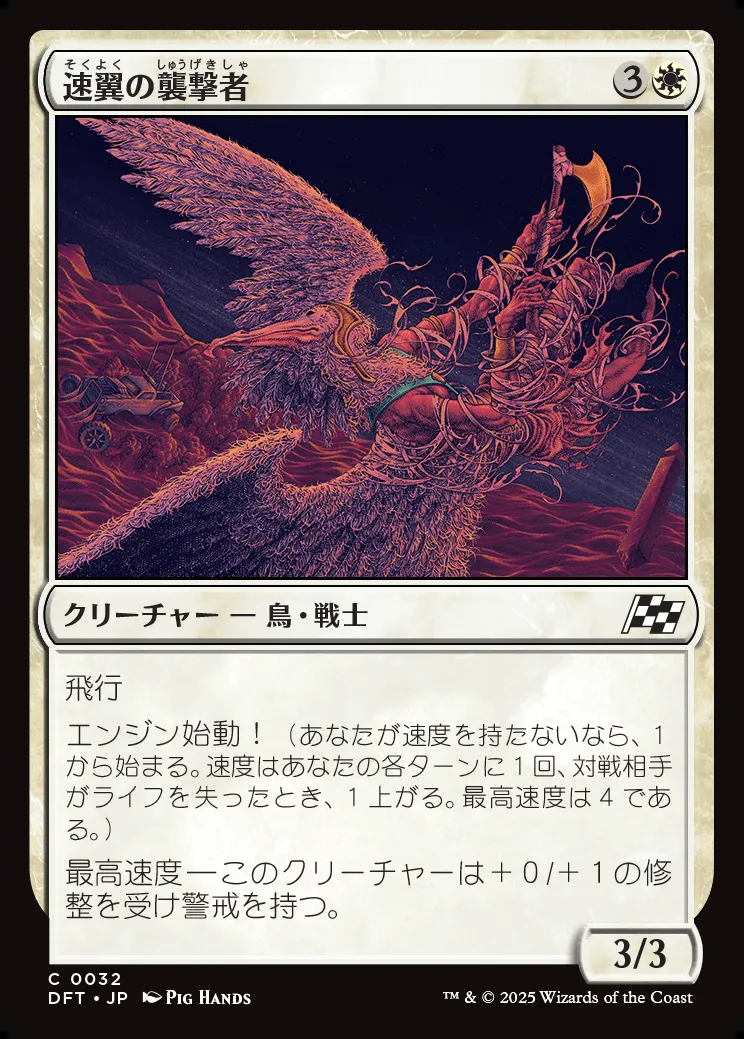 そくよく しゅうげきしゃ
速翼の襲撃者 3
クリーチャー — 鳥・戦士
飛行
エンジン始動！（あなたが速度を持たないなら、１
から始まる。速度はあなたの各ターンに１回、対戦相手
がライフを失ったとき、１上がる。最高速度は４であ
る。）
最高速度―このクリーチャーは＋０/＋１の修
整を受け警戒を持つ。
3/3
C 0032
DFT • JP Pig Hands
™ & © 2025 Wizards of the Coast